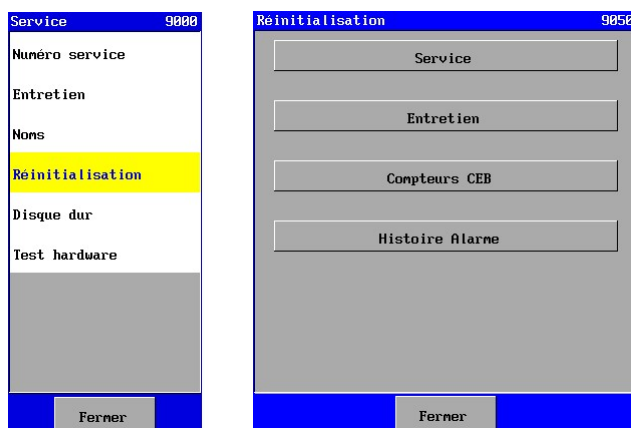 Service 9000
Numéro service
Entretien
Noms
Réinitialisation
Disque dur
Test hardware
Fermer
Réinitialisation 9050
Service
Entretien
Compteurs CEB
Histoire Alarme
Fermer